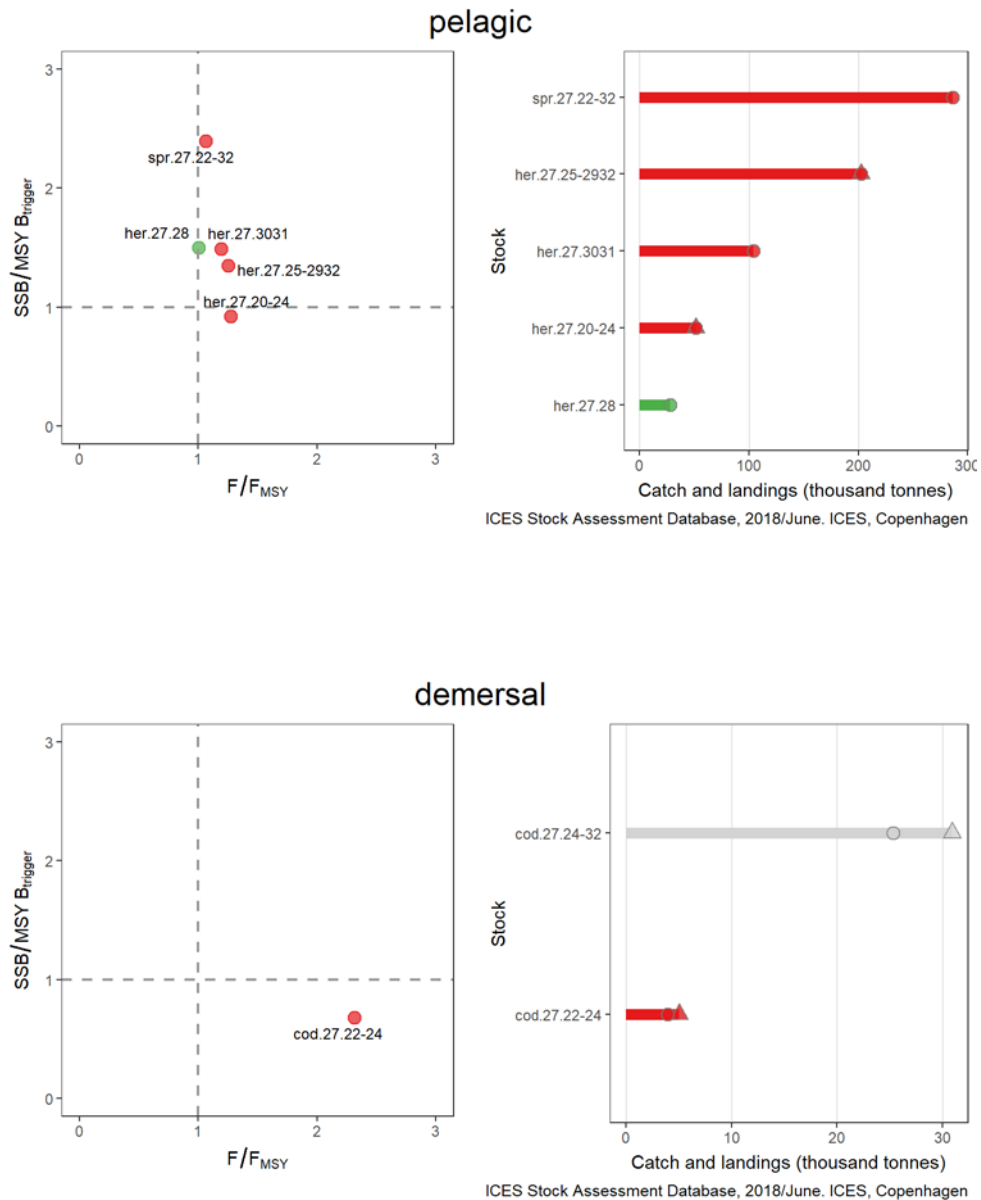 pelagic
3
2
1
0
SSB/MSY Btrigger
spr.27.22-32
her.27.28
her.27.3031
her.27.25-2932
her.27.20-24
0 1 2 3
F/FMSY
Stock
spr.27.22-32
her.27.25-2932
her.27.3031
her.27.20-24
her.27.28
0 100 200 300
Catch and landings (thousand tonnes)
ICES Stock Assessment Database, 2018/June. ICES, Copenhagen
demersal
3
2
1
0
SSB/MSY Btrigger
cod.27.22-24
0 1 2 3
F/FMSY
Stock
cod.27.24-32
cod.27.22-24
0 10 20 30
Catch and landings (thousand tonnes)
ICES Stock Assessment Database, 2018/June. ICES, Copenhagen